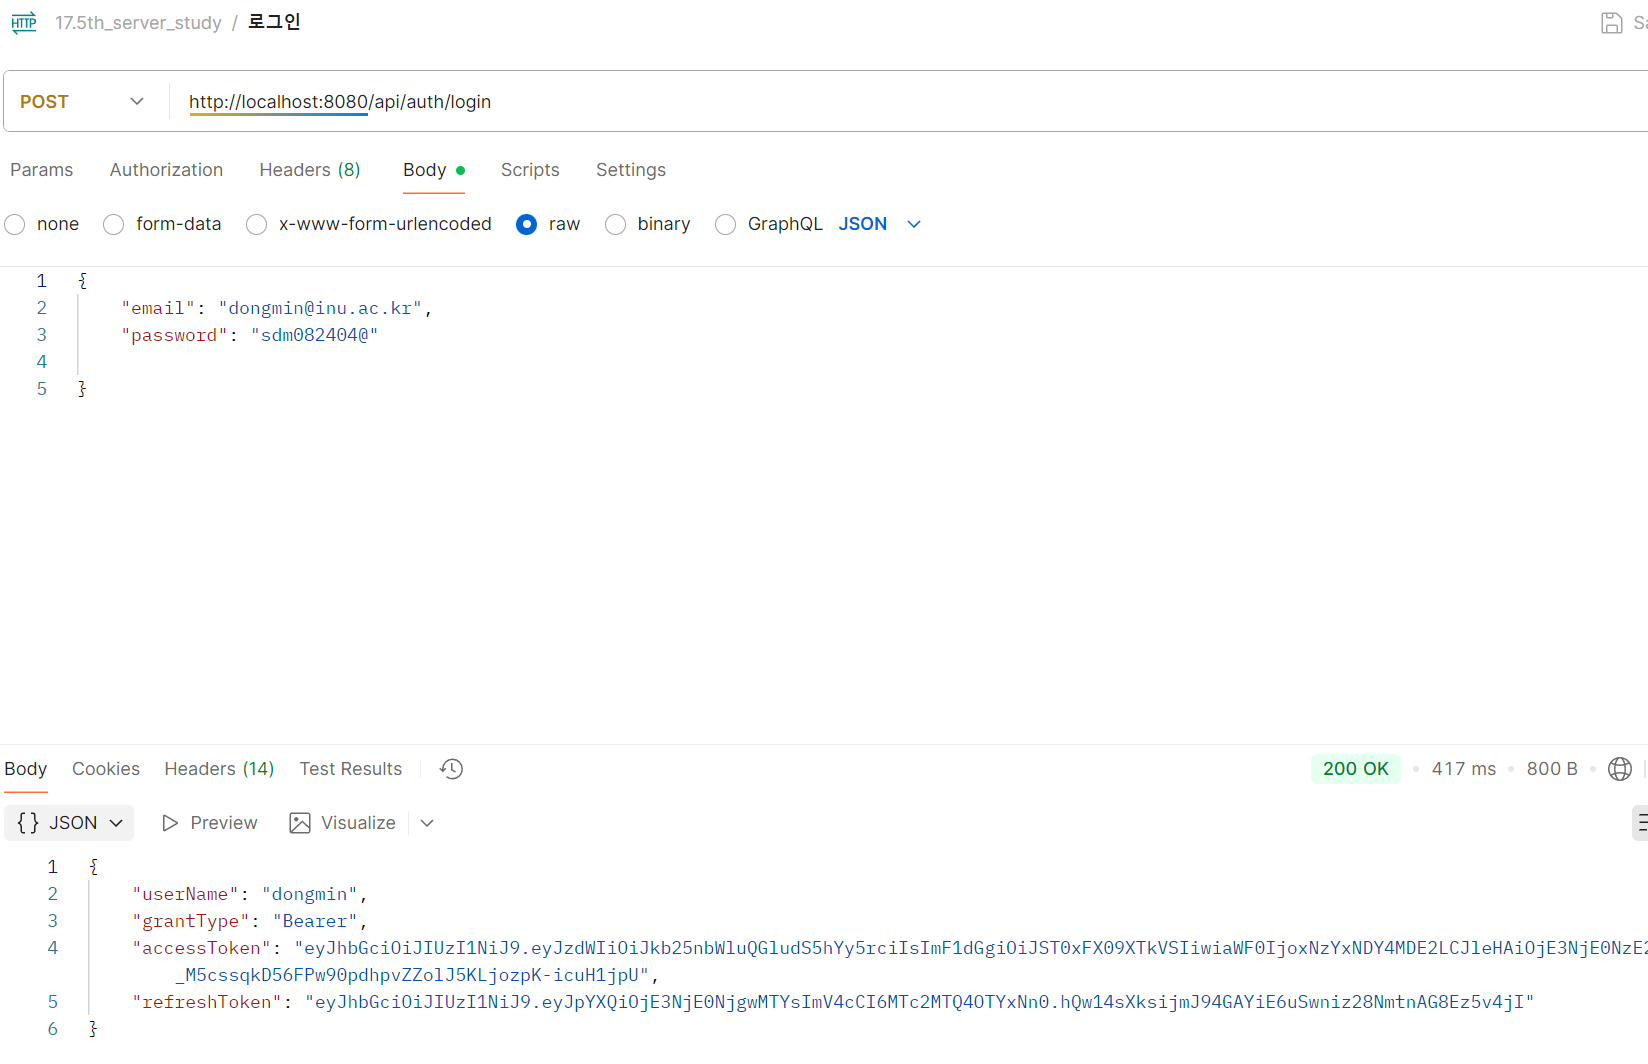 HTTP 17.5th_server_study / 로그인
POST http://localhost:8080/api/auth/login
Params Authorization Headers (8) Body Scripts Settings
none form-data x-www-form-urlencoded raw binary GraphQL JSON
1 {
2 "email": "dongmin@inu.ac.kr",
3 "password": "sdm082404@"
4
5 }
Body Cookies Headers (14) Test Results 200 OK 417 ms 800 B
{} JSON Preview Visualize
1 {
2 "userName": "dongmin",
3 "grantType": "Bearer",
4 "accessToken": "eyJhbGciOiJIUzI1NiJ9.eyJzdWIiOiJkb25nbWluQGludS5hYy5rciIsImF1dGgiOiJST0xFX09XTkVSIiwiaWF0IjoxNzYxNDY4MDE2LCJleHAiOjE3NjE0NzE2
_M5cssqkD56FPw90pdhpvZZolJ5KLjozpK-icuH1jpU",
5 "refreshToken": "eyJhbGciOiJIUzI1NiJ9.eyJpYXQiOjE3NjE0NjgwMTYsImV4cCI6MTc2MTQ4OTYxNn0.hQw14sXksijmJ94GAYiE6uSwniz28NmtnAG8Ez5v4jI"
6 }